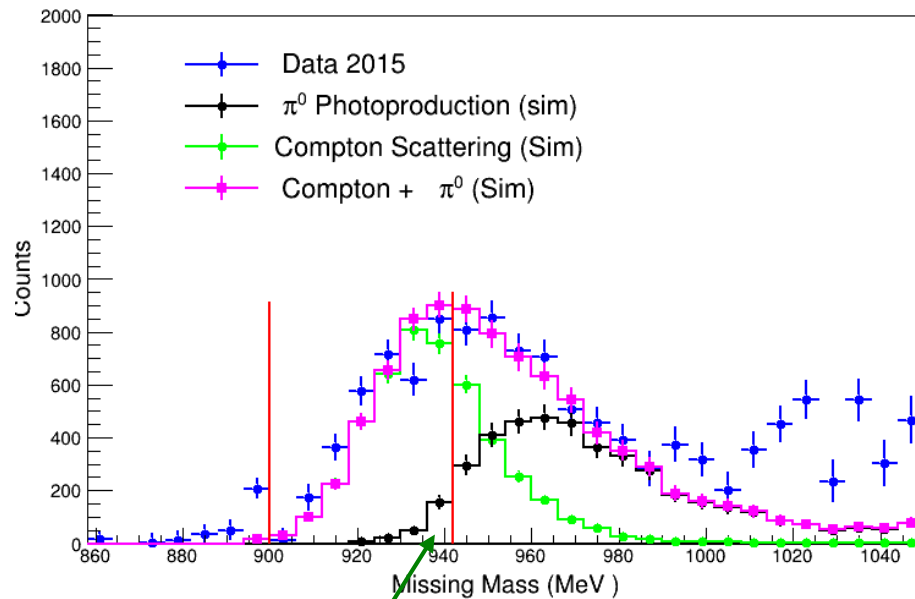 2000
1800
1600
1400
1200
1000
800
600
400
200
0
Counts
Data 2015
π⁰ Photoproduction (sim)
Compton Scattering (Sim)
Compton + π⁰ (Sim)
860 880 900 920 940 960 980 1000 1020 1040
Missing Mass (MeV )